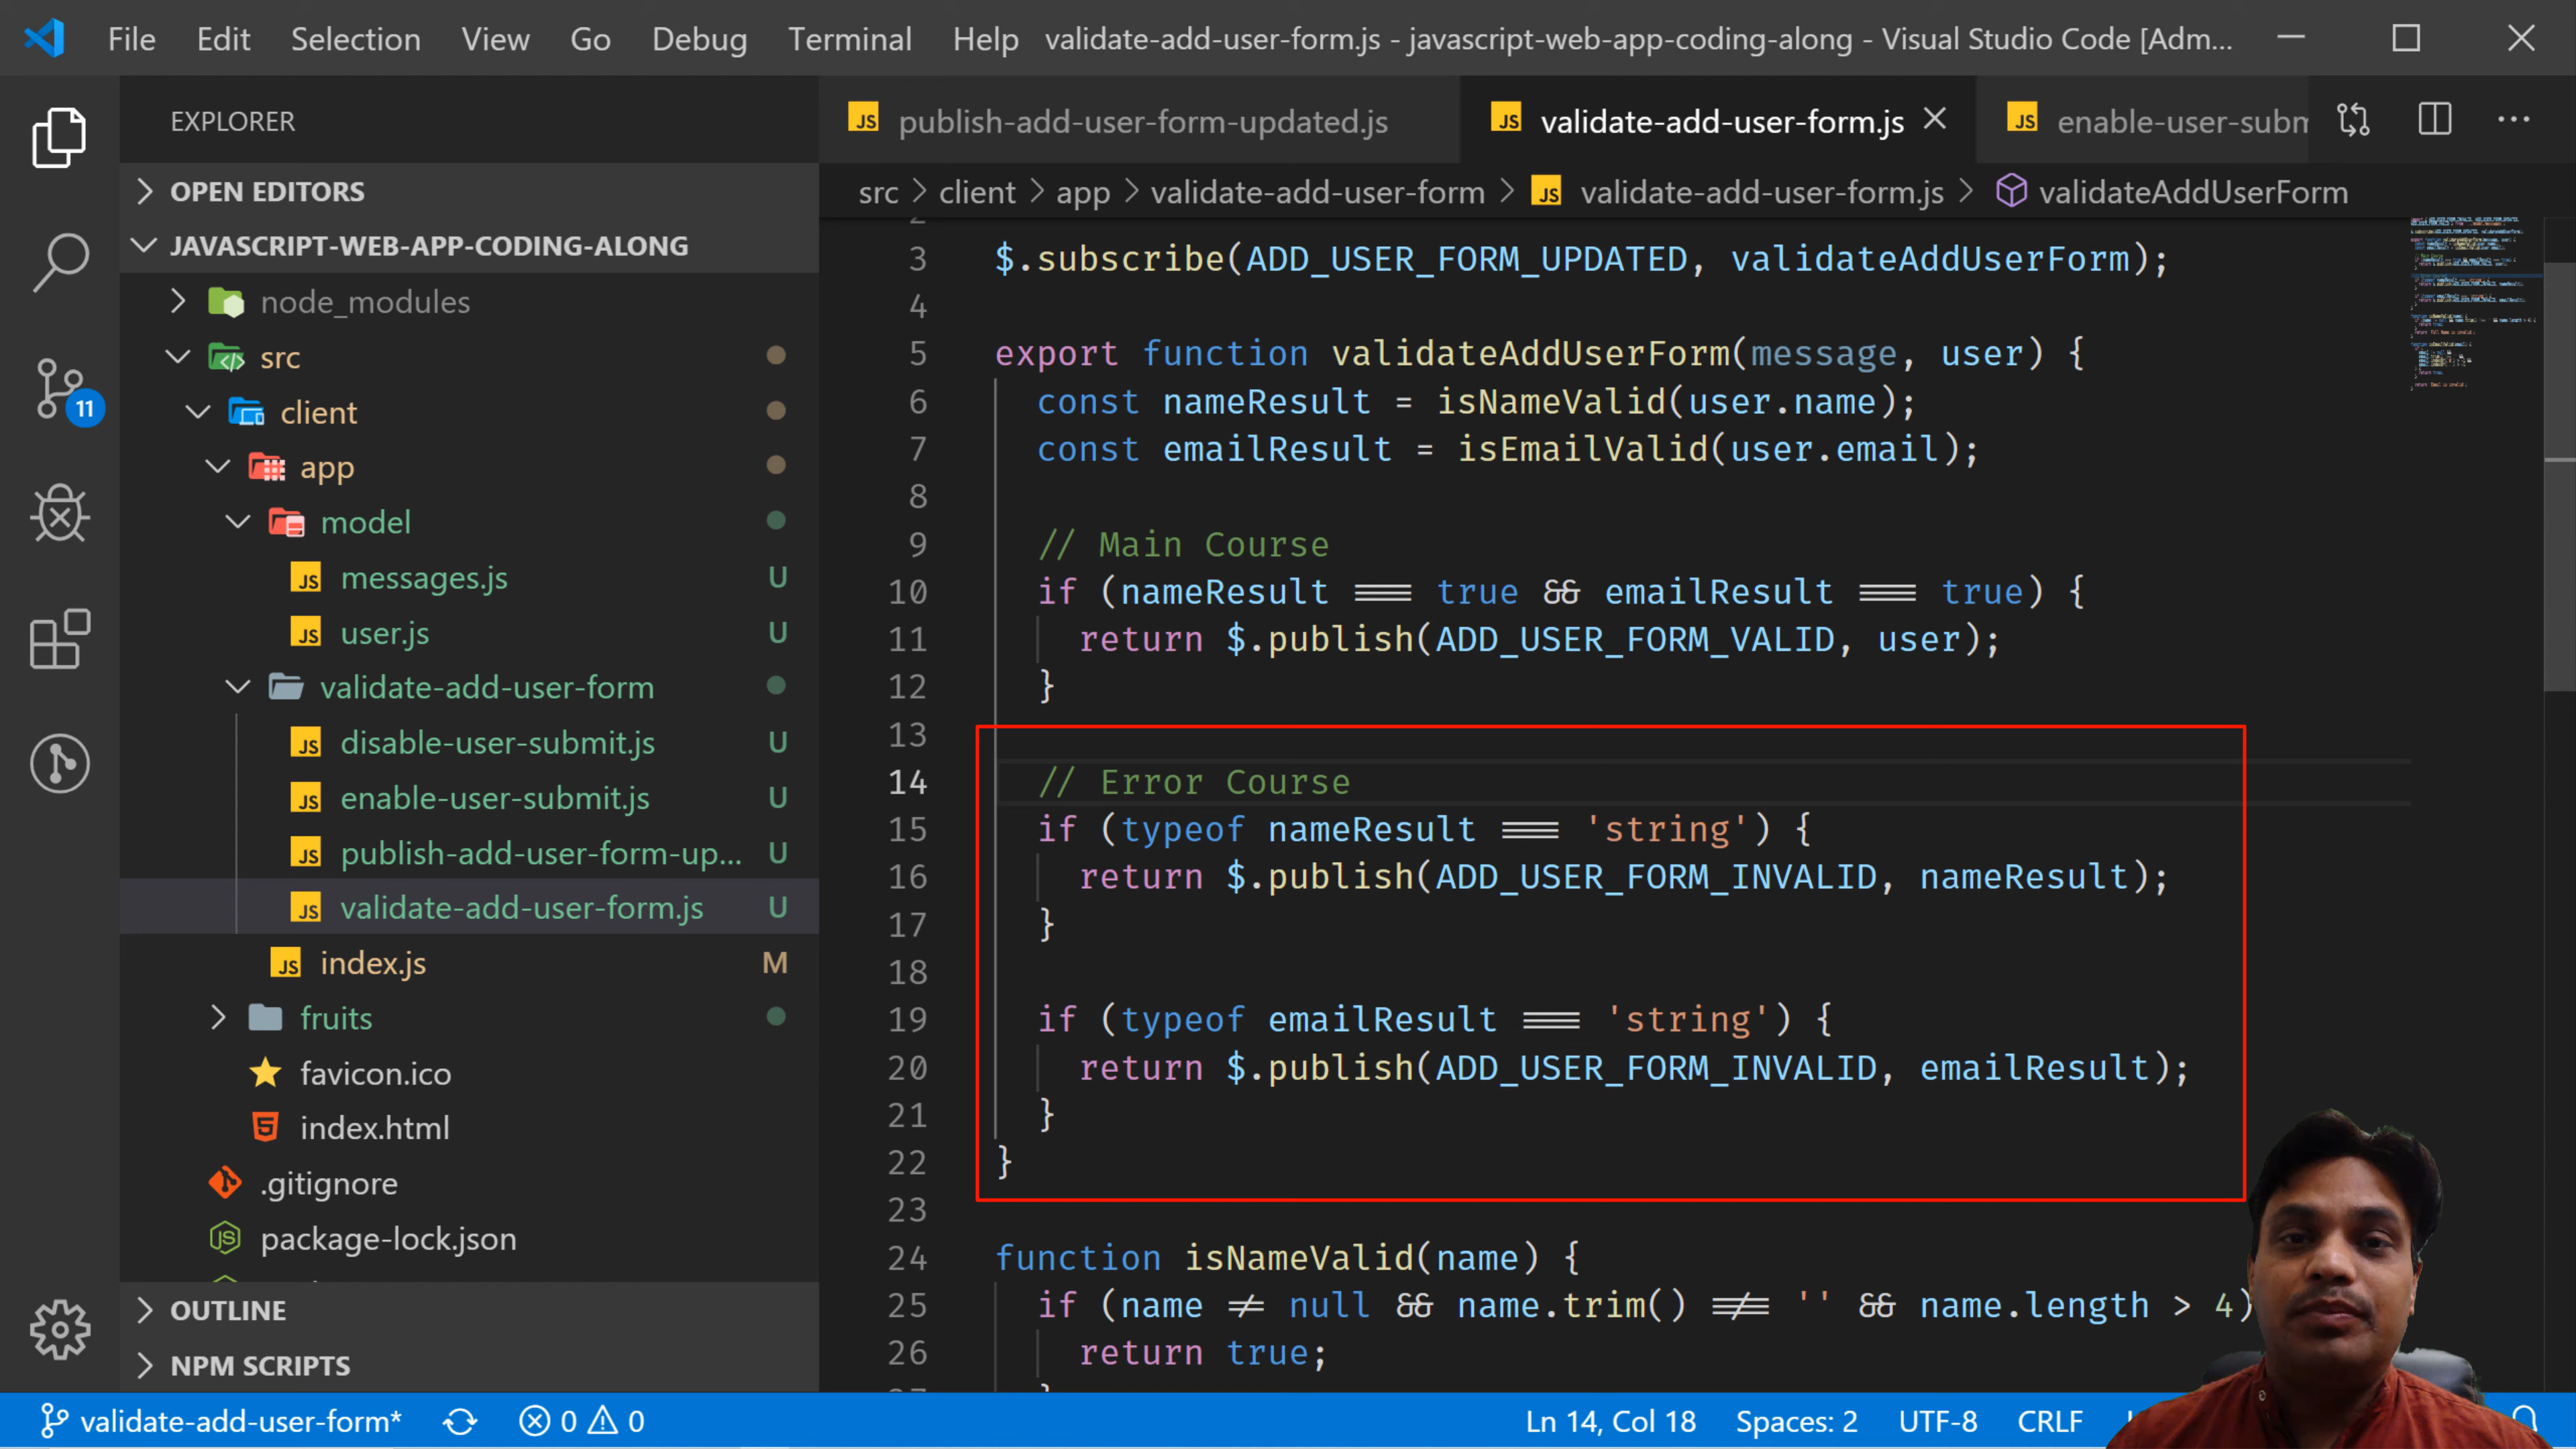 File Edit Selection View Go Debug Terminal Help validate-add-user-form.js - javascript-web-app-coding-along - Visual Studio Code [Adm...
EXPLORER
OPEN EDITORS
JAVASCRIPT-WEB-APP-CODING-ALONG
node_modules
src
client
app
model
messages.js U
user.js U
validate-add-user-form
disable-user-submit.js U
enable-user-submit.js U
publish-add-user-form-up... U
validate-add-user-form.js U
index.js M
fruits
favicon.ico
index.html
.gitignore
package-lock.json
OUTLINE
NPM SCRIPTS
11
publish-add-user-form-updated.js validate-add-user-form.js enable-user-subm
src > client > app > validate-add-user-form > validate-add-user-form.js > validateAddUserForm
2
3 $.subscribe(ADD_USER_FORM_UPDATED, validateAddUserForm);
4
5 export function validateAddUserForm(message, user) {
6 const nameResult = isNameValid(user.name);
7 const emailResult = isEmailValid(user.email);
8
9 // Main Course
10 if (nameResult === true && emailResult === true) {
11 return $.publish(ADD_USER_FORM_VALID, user);
12 }
13
14 // Error Course
15 if (typeof nameResult === 'string') {
16 return $.publish(ADD_USER_FORM_INVALID, nameResult);
17 }
18
19 if (typeof emailResult === 'string') {
20 return $.publish(ADD_USER_FORM_INVALID, emailResult);
21 }
22 }
23
24 function isNameValid(name) {
25 if (name != null && name.trim() !== '' && name.length > 4)
26 return true;
validate-add-user-form* 0 0 Ln 14, Col 18 Spaces: 2 UTF-8 CRLF